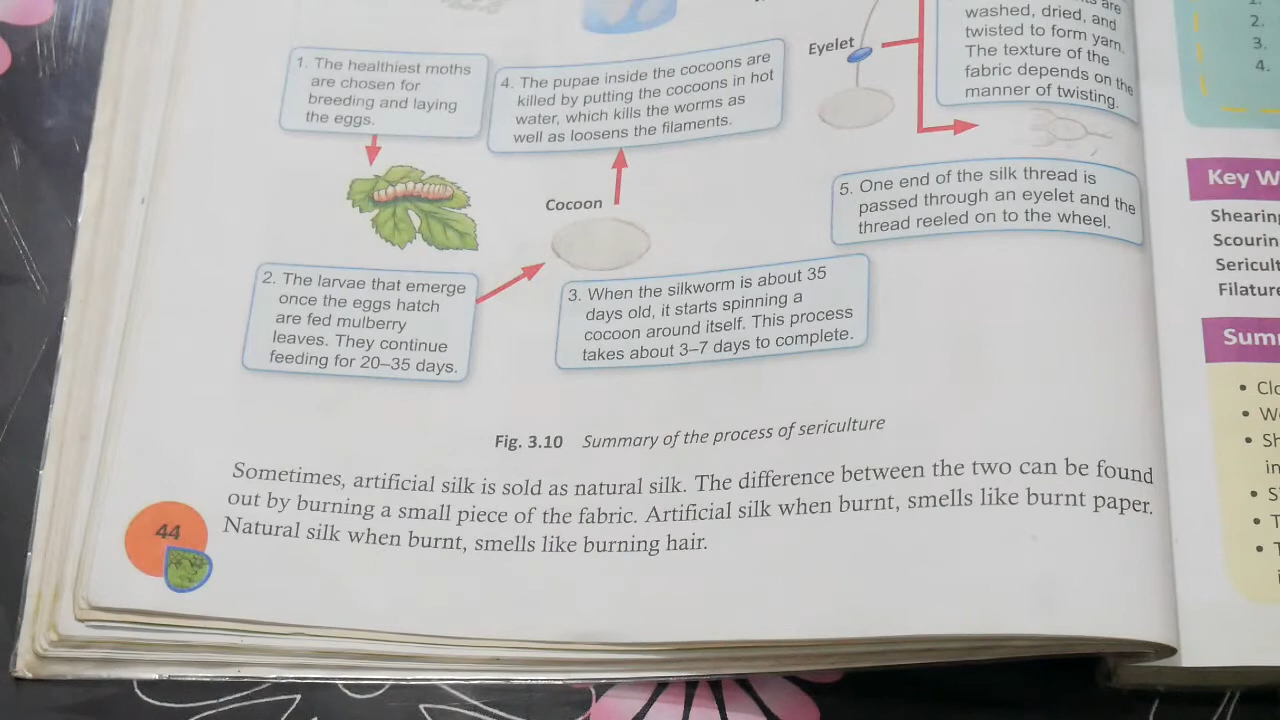 1. The healthiest moths
are chosen for
breeding and laying
the eggs.
2. The larvae that emerge
once the eggs hatch
are fed mulberry
leaves. They continue
feeding for 20–35 days.
Cocoon
3. When the silkworm is about 35
days old, it starts spinning a
cocoon around itself. This process
takes about 3–7 days to complete.
4. The pupae inside the cocoons are
killed by putting the cocoons in hot
water, which kills the worms as
well as loosens the filaments.
Eyelet
5. One end of the silk thread is
passed through an eyelet and the
thread reeled on to the wheel.
are
washed, dried, and
twisted to form yarn.
The texture of the
fabric depends on the
manner of twisting.
Fig. 3.10 Summary of the process of sericulture
Sometimes, artificial silk is sold as natural silk. The difference between the two can be found
out by burning a small piece of the fabric. Artificial silk when burnt, smells like burnt paper.
Natural silk when burnt, smells like burning hair.
44
2.
3.
4.
Key W
Shearing
Scourin
Sericult
Filature
Sum
• Clo
• W
• Sh
in
• S
• T
• T